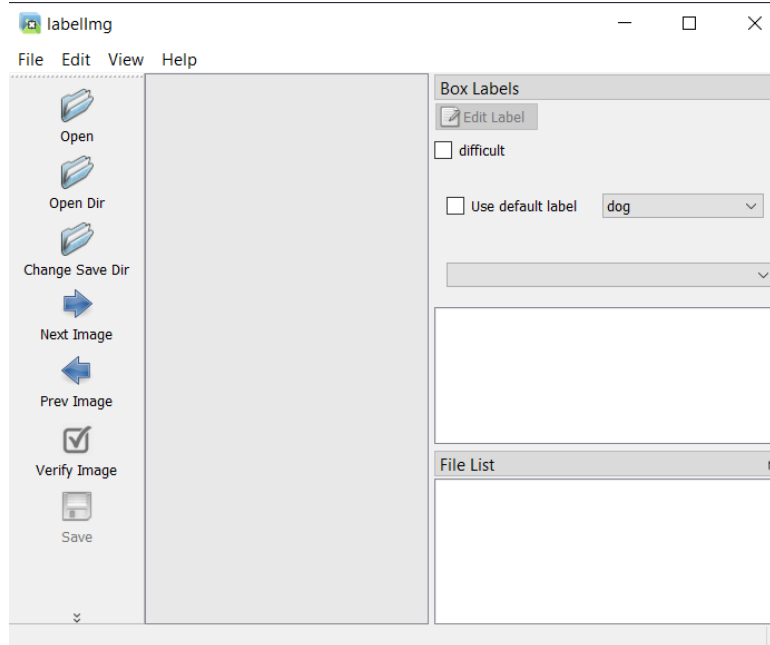 labelImg
File Edit View Help
Open
Open Dir
Change Save Dir
Next Image
Prev Image
Verify Image
Save
Box Labels
Edit Label
difficult
Use default label dog
File List